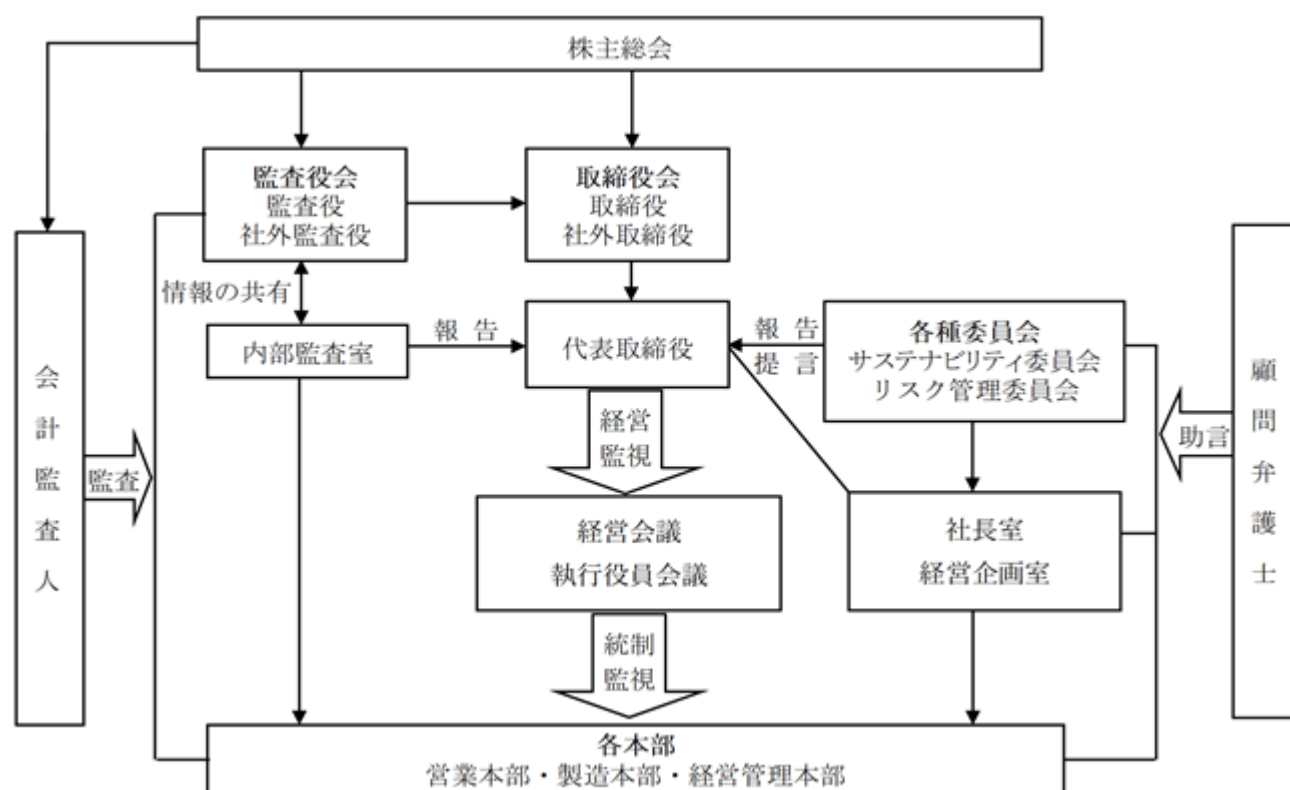 株主総会
監査役会
監査役
社外監査役
取締役会
取締役
社外取締役
情報の共有
内部監査室
報告
代表取締役
報告
提言
各種委員会
サステナビリティ委員会
リスク管理委員会
会計監査人
監査
経営
監視
助言
顧問弁護士
経営会議
執行役員会議
社長室
経営企画室
統制
監視
各本部
営業本部・製造本部・経営管理本部